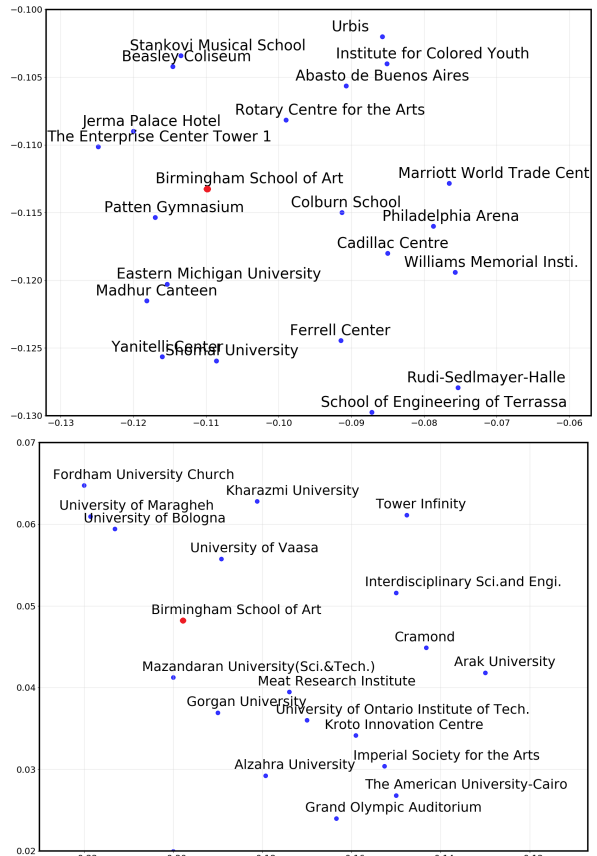 −0.100
Urbis
Stankovi Musical School
Beasley Coliseum
Institute for Colored Youth
−0.105
Abasto de Buenos Aires
Rotary Centre for the Arts
Jerma Palace Hotel
−0.110
The Enterprise Center Tower 1
Birmingham School of Art
Marriott World Trade Cent
Colburn School
Patten Gymnasium
−0.115
Philadelphia Arena
Cadillac Centre
Williams Memorial Insti.
Eastern Michigan University
−0.120
Madhur Canteen
Ferrell Center
−0.125
Yanitelli Center
Shomal University
Rudi-Sedlmayer-Halle
School of Engineering of Terrassa
−0.130
−0.13 −0.12 −0.11 −0.10 −0.09 −0.08 −0.07 −0.06
0.07
Fordham University Church
Kharazmi University
University of Maragheh
Tower Infinity
University of Bologna
0.06
University of Vaasa
Interdisciplinary Sci.and Engi.
0.05
Birmingham School of Art
Cramond
Arak University
Mazandaran University(Sci.&Tech.)
Meat Research Institute
0.04
Gorgan University
University of Ontario Institute of Tech.
Kroto Innovation Centre
Imperial Society for the Arts
Alzahra University
0.03
The American University-Cairo
Grand Olympic Auditorium
0.02